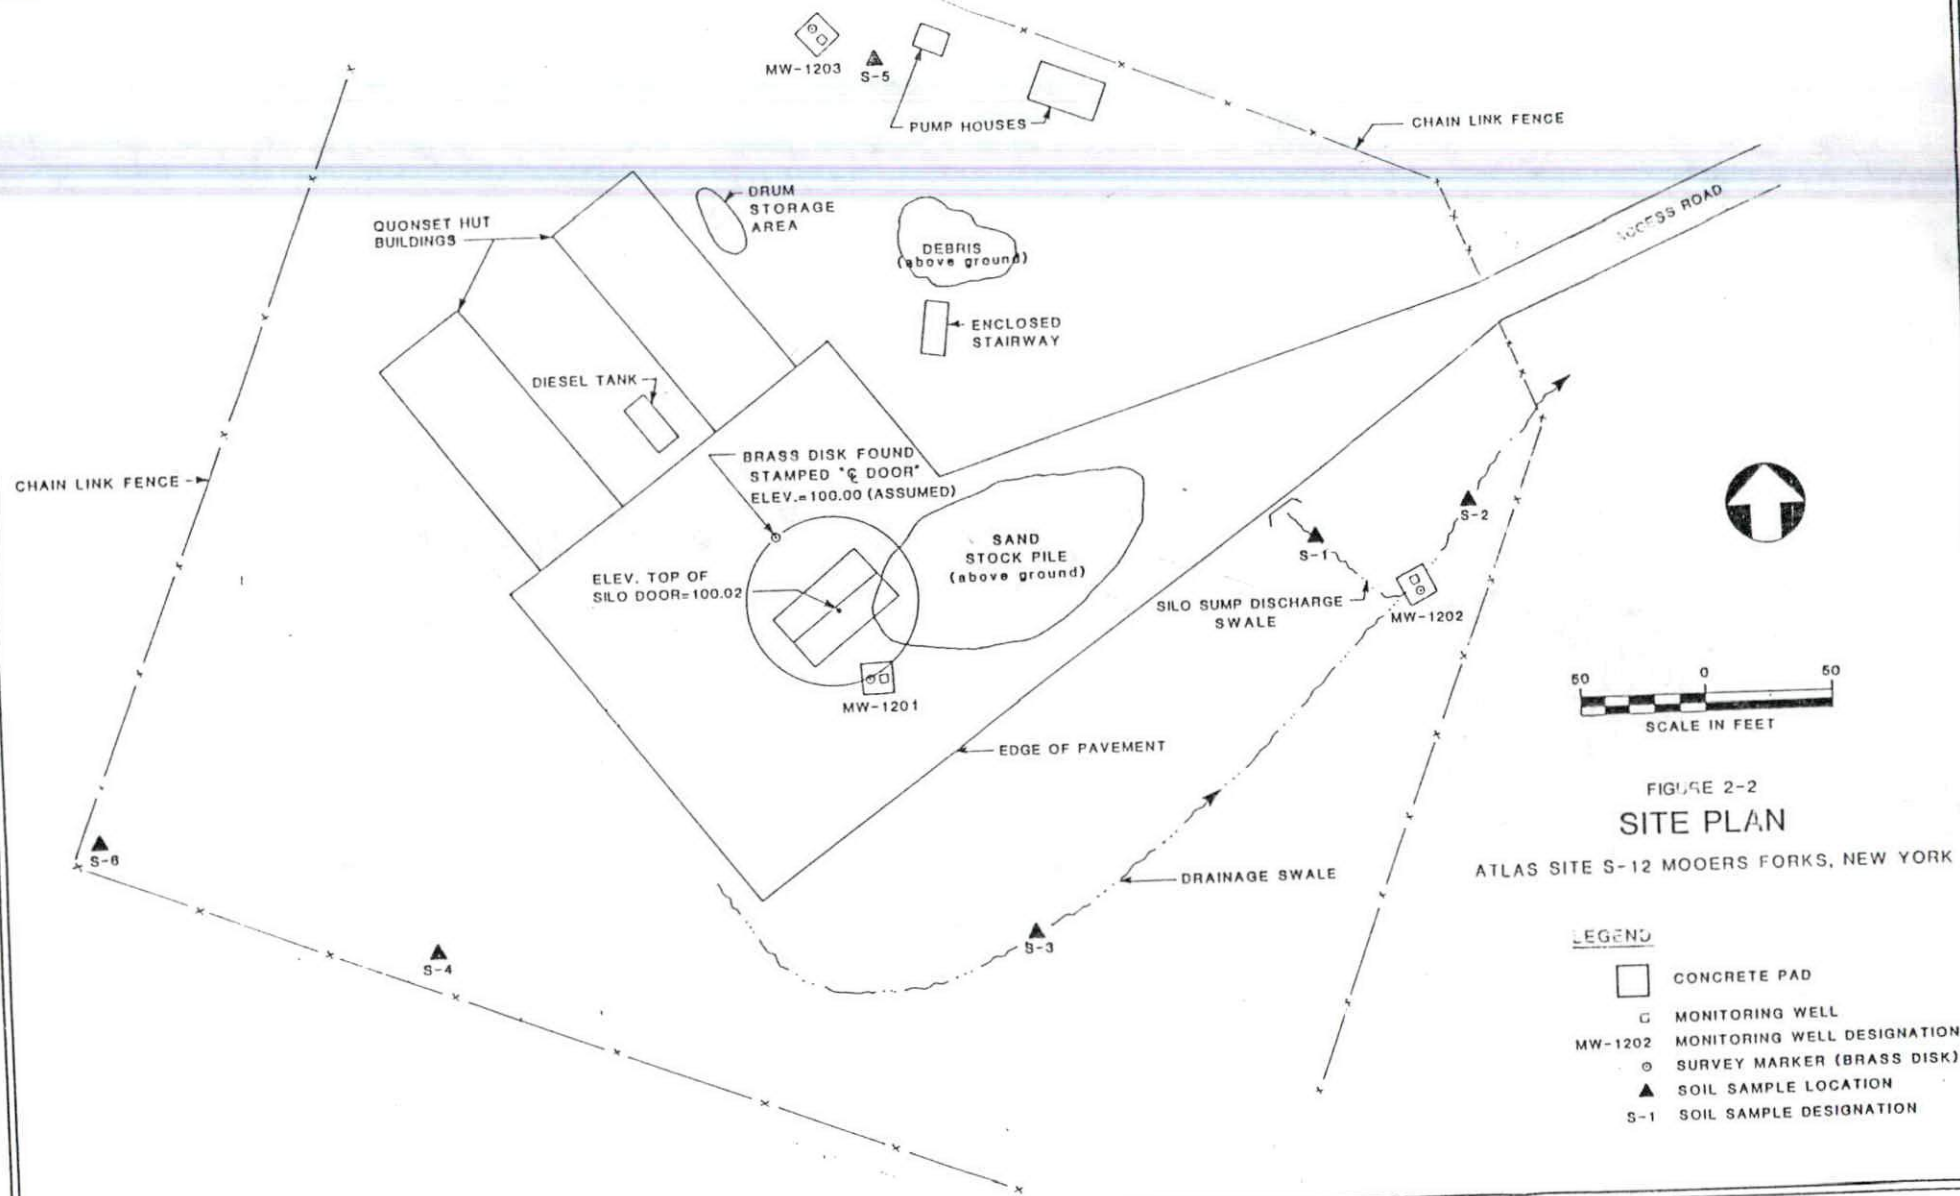 MW-1203
S-5
PUMP HOUSES
CHAIN LINK FENCE
ACCESS ROAD
DRUM
STORAGE
AREA
QUONSET HUT
BUILDINGS
DEBRIS
(above ground)
ENCLOSED
STAIRWAY
DIESEL TANK
BRASS DISK FOUND
STAMPED "℄ DOOR"
ELEV.=100.00 (ASSUMED)
CHAIN LINK FENCE
SAND
STOCK PILE
(above ground)
ELEV. TOP OF
SILO DOOR=100.02
S-1
S-2
SILO SUMP DISCHARGE
SWALE
MW-1202
MW-1201
EDGE OF PAVEMENT
50 0 50
SCALE IN FEET
FIGURE 2-2
SITE PLAN
ATLAS SITE S-12 MOOERS FORKS, NEW YORK
DRAINAGE SWALE
S-6
S-4
S-3
LEGEND
CONCRETE PAD
MONITORING WELL
MW-1202 MONITORING WELL DESIGNATION
SURVEY MARKER (BRASS DISK)
SOIL SAMPLE LOCATION
S-1 SOIL SAMPLE DESIGNATION